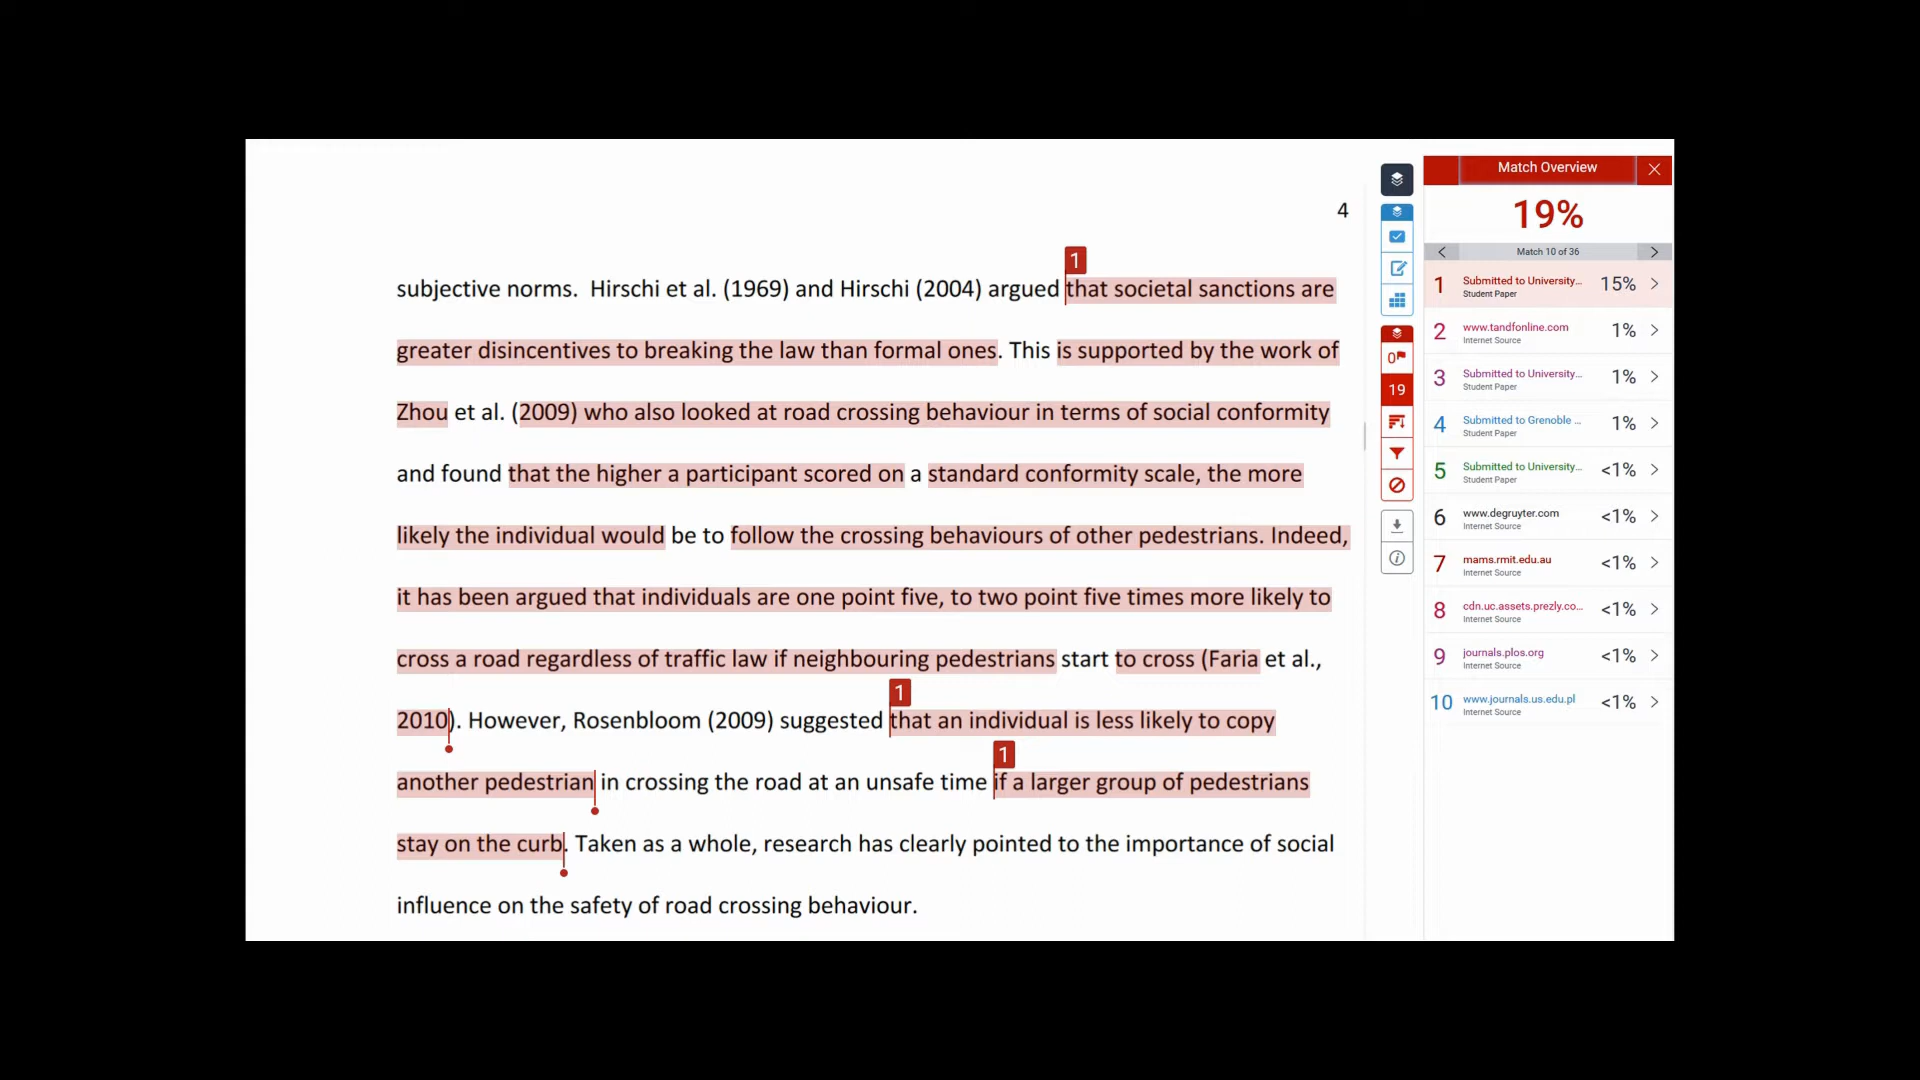 4
1
subjective norms.  Hirschi et al. (1969) and Hirschi (2004) argued that societal sanctions are
greater disincentives to breaking the law than formal ones. This is supported by the work of
Zhou et al. (2009) who also looked at road crossing behaviour in terms of social conformity
and found that the higher a participant scored on a standard conformity scale, the more
likely the individual would be to follow the crossing behaviours of other pedestrians. Indeed,
it has been argued that individuals are one point five, to two point five times more likely to
cross a road regardless of traffic law if neighbouring pedestrians start to cross (Faria et al.,
1
2010). However, Rosenbloom (2009) suggested that an individual is less likely to copy
1
another pedestrian in crossing the road at an unsafe time if a larger group of pedestrians
stay on the curb. Taken as a whole, research has clearly pointed to the importance of social
influence on the safety of road crossing behaviour.
0
19
Match Overview
19%
Match 10 of 36
1 Submitted to University... 15%
Student Paper
2 www.tandfonline.com 1%
Internet Source
3 Submitted to University... 1%
Student Paper
4 Submitted to Grenoble ... 1%
Student Paper
5 Submitted to University... <1%
Student Paper
6 www.degruyter.com <1%
Internet Source
7 mams.rmit.edu.au <1%
Internet Source
8 cdn.uc.assets.prezly.co... <1%
Internet Source
9 journals.plos.org <1%
Internet Source
10 www.journals.us.edu.pl <1%
Internet Source